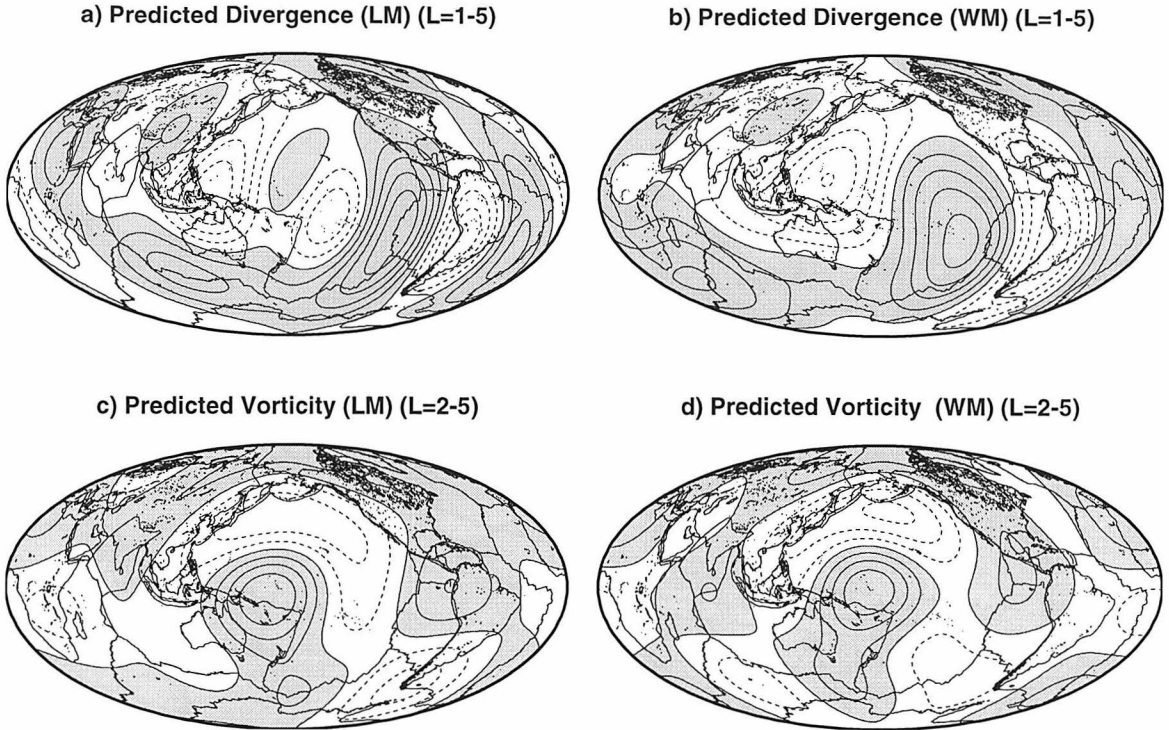 a) Predicted Divergence (LM) (L=1-5)
b) Predicted Divergence (WM) (L=1-5)
c) Predicted Vorticity (LM) (L=2-5)
d) Predicted Vorticity (WM) (L=2-5)